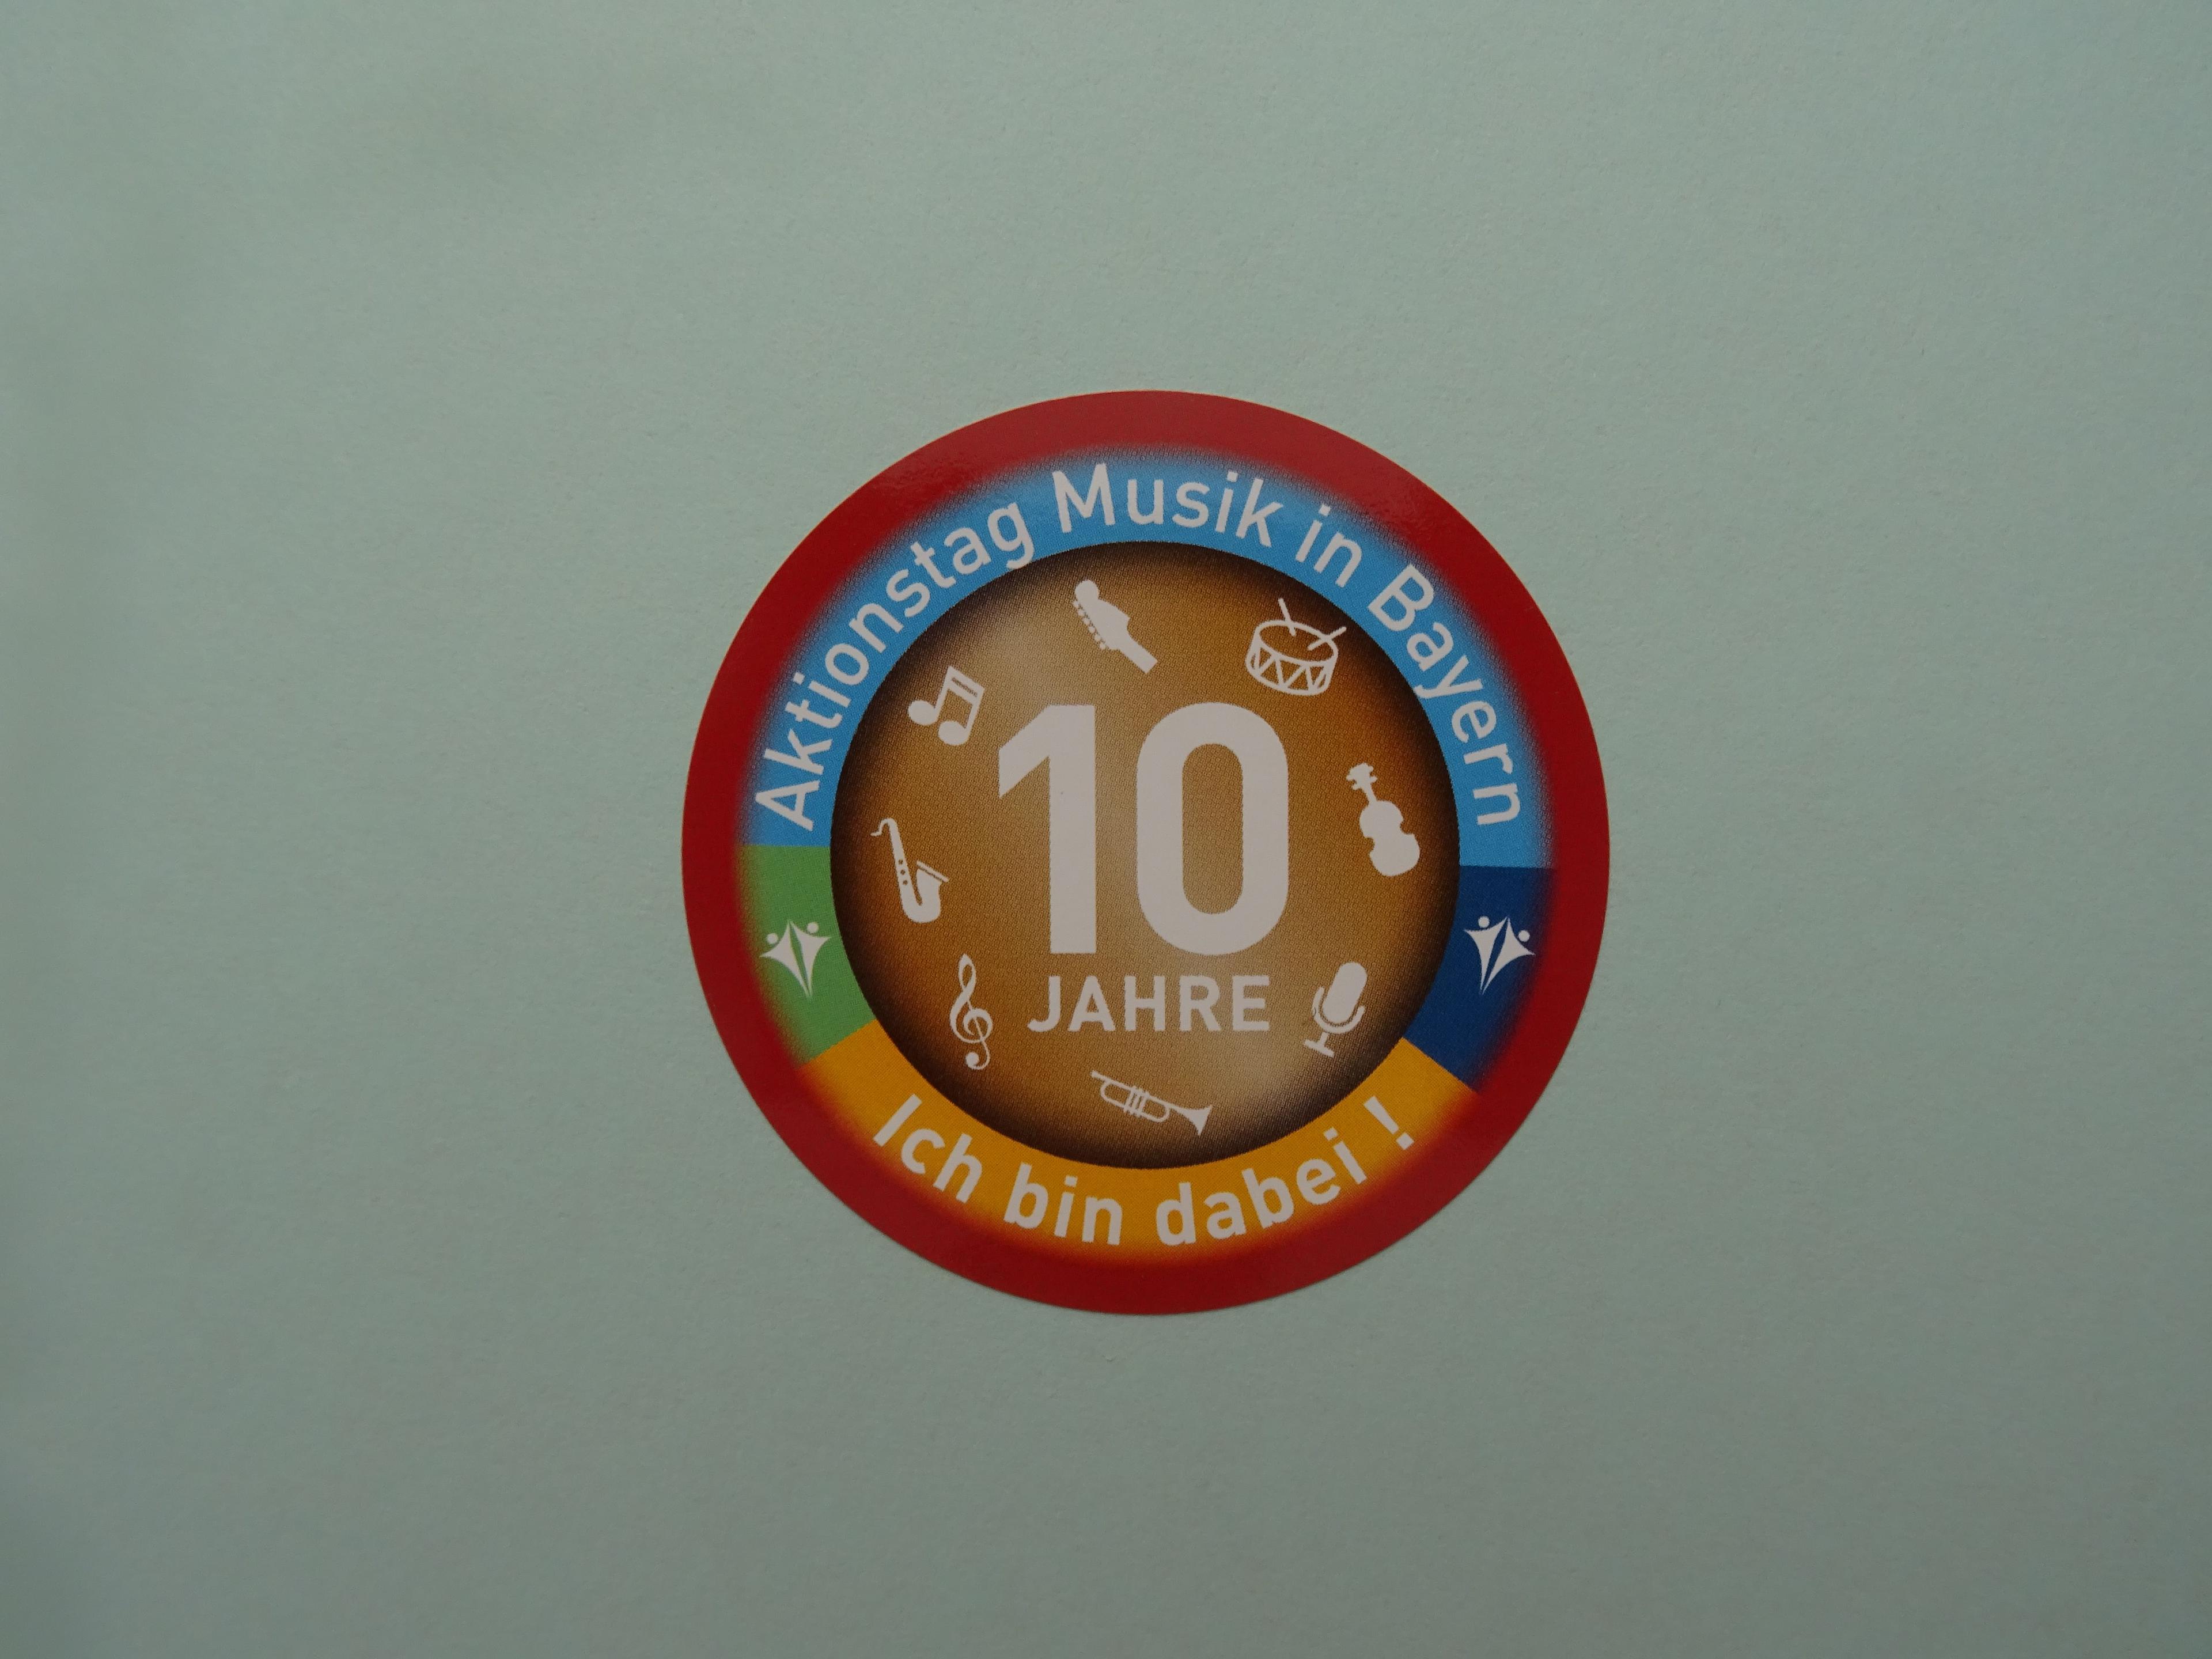 Aktionstag Musik in Bayern
10
JAHRE
Ich bin dabei !